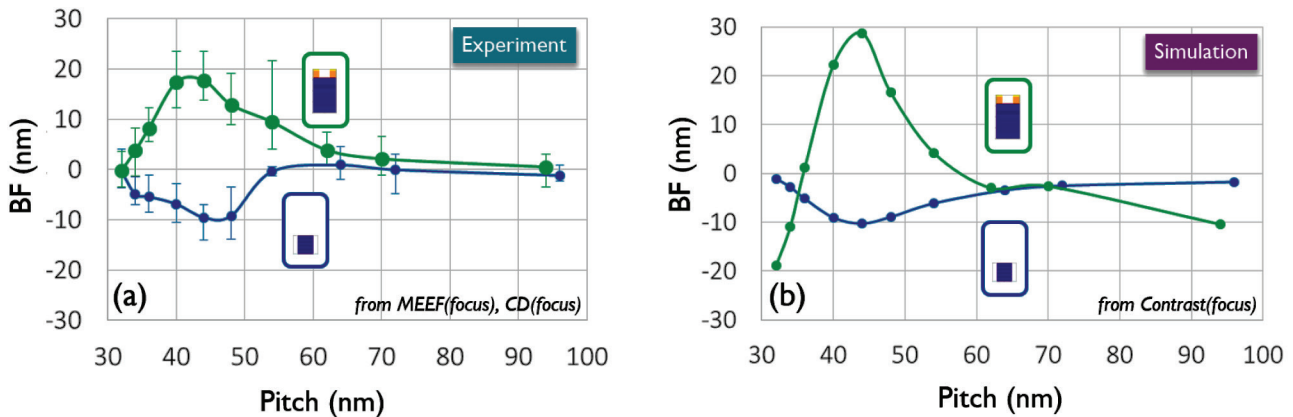 30
20
10
0
-10
-20
-30
BF (nm)
Experiment
(a)
from MEEF(focus), CD(focus)
30 40 50 60 70 80 90 100
Pitch (nm)
30
20
10
0
-10
-20
-30
BF (nm)
Simulation
(b)
from Contrast(focus)
30 40 50 60 70 80 90 100
Pitch (nm)